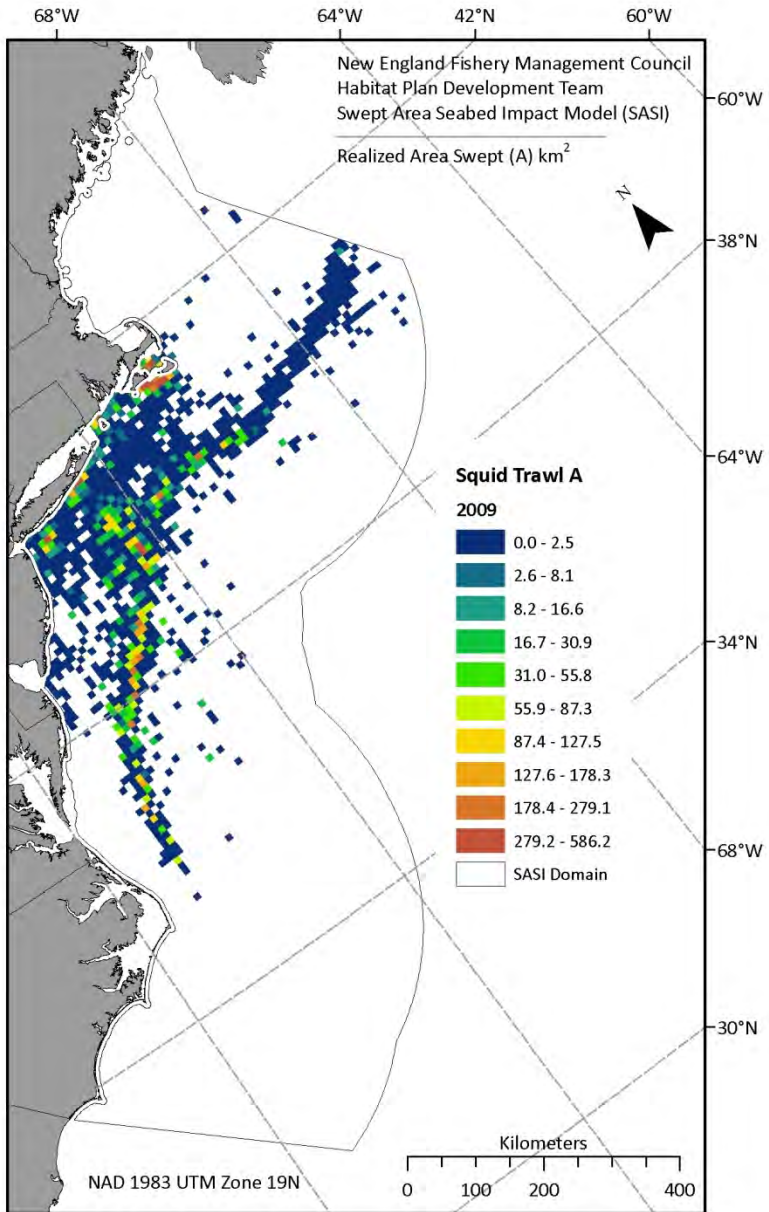 68°W 64°W 42°N 60°W
New England Fishery Management Council
Habitat Plan Development Team
Swept Area Seabed Impact Model (SASI)
Realized Area Swept (A) km²
60°W
N
38°N
64°W
Squid Trawl A
2009
0.0 - 2.5
2.6 - 8.1
8.2 - 16.6
16.7 - 30.9
34°N
31.0 - 55.8
55.9 - 87.3
87.4 - 127.5
127.6 - 178.3
178.4 - 279.1
279.2 - 586.2
68°W
SASI Domain
30°N
Kilometers
0 100 200 400
NAD 1983 UTM Zone 19N